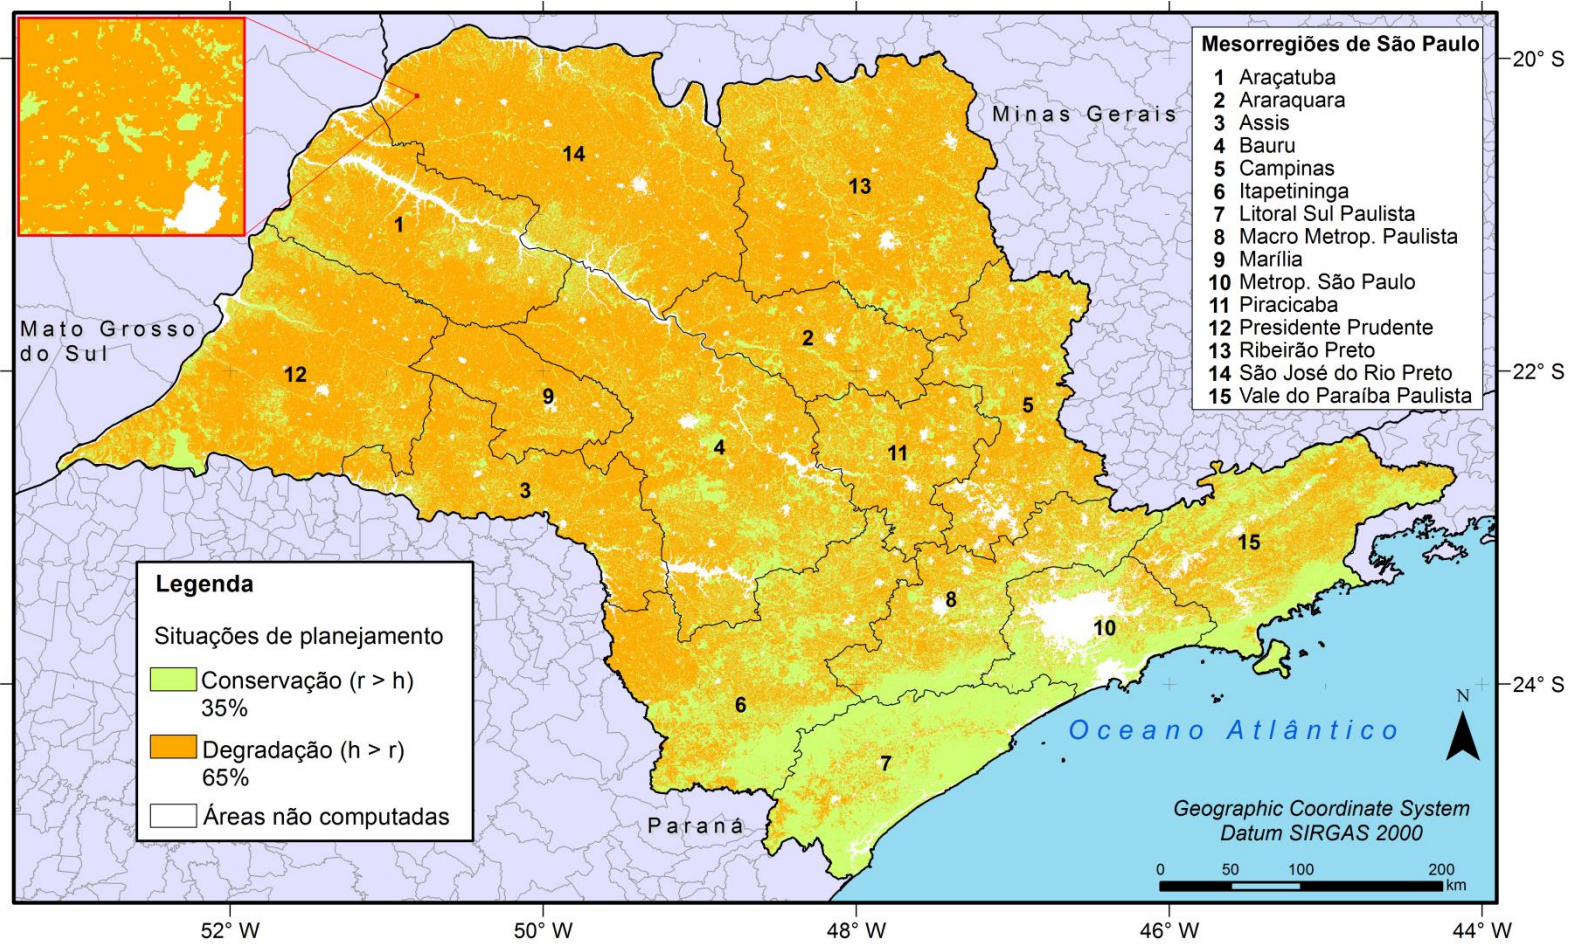 Mesorregiões de São Paulo
1 Araçatuba
2 Araraquara
3 Assis
4 Bauru
5 Campinas
6 Itapetininga
7 Litoral Sul Paulista
8 Macro Metrop. Paulista
9 Marília
10 Metrop. São Paulo
11 Piracicaba
12 Presidente Prudente
13 Ribeirão Preto
14 São José do Rio Preto
15 Vale do Paraíba Paulista
20° S
22° S
24° S
Minas Gerais
Mato Grosso
do Sul
14
13
1
2
12
9
5
4
11
3
15
8
10
6
7
Legenda
Situações de planejamento
Conservação (r > h)
35%
Degradação (h > r)
65%
Áreas não computadas
Paraná
Oceano Atlântico
N
Geographic Coordinate System
Datum SIRGAS 2000
0 50 100 200
km
52° W 50° W 48° W 46° W 44° W